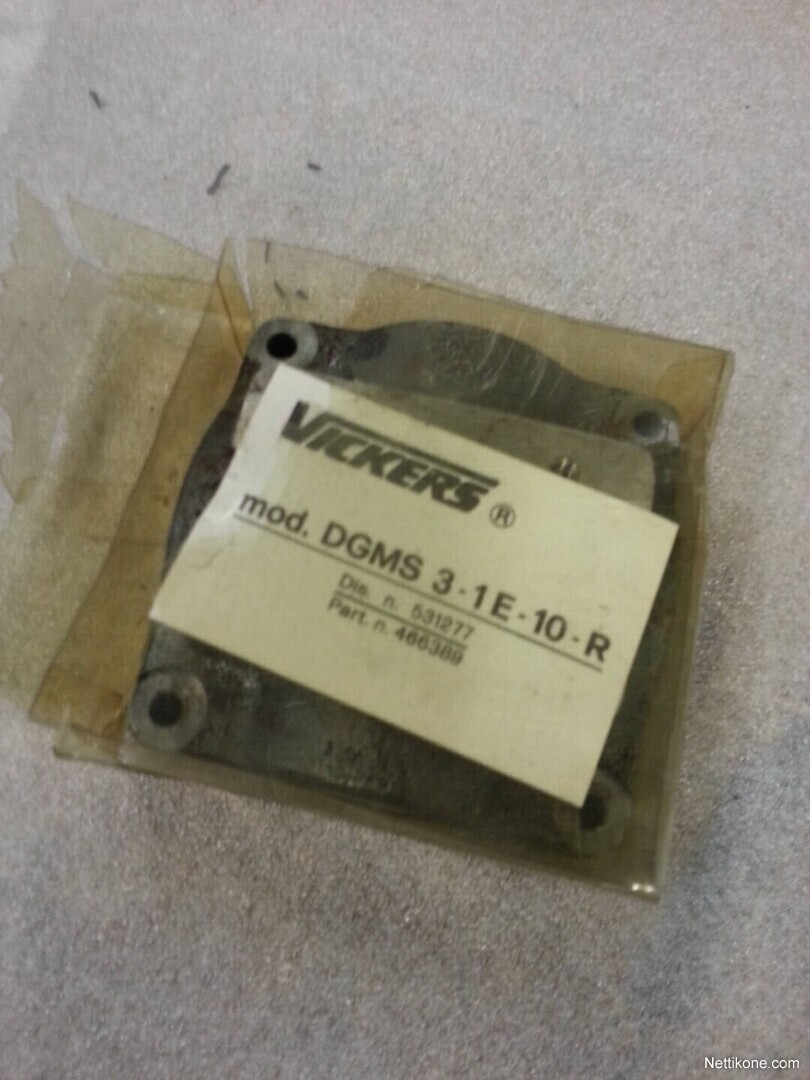 VICKERS ®
mod. DGMS 3-1E-10-R
Dis. n. 531277
Part. n. 466389
Nettikone.com